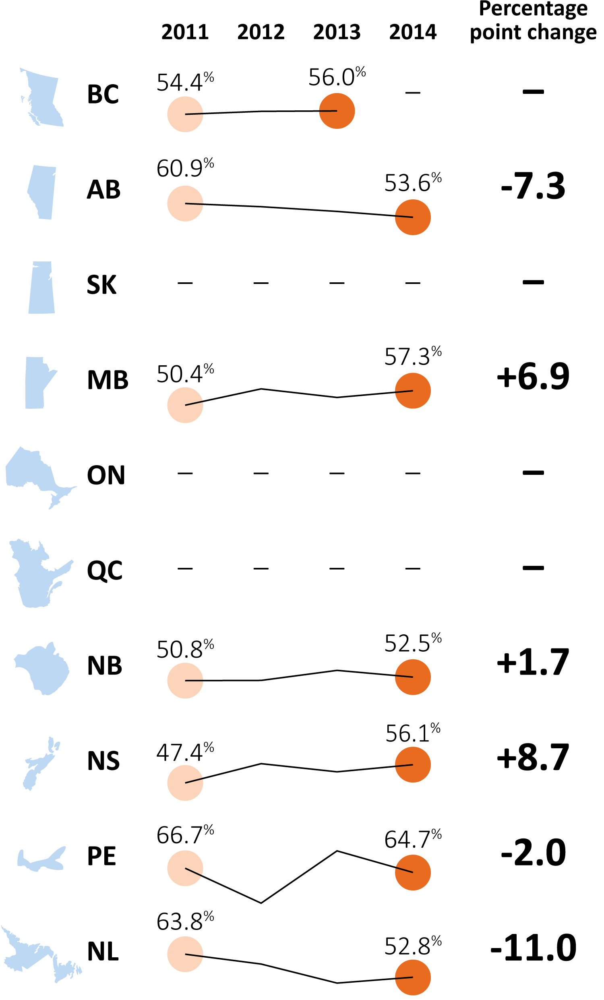 Percentage
2011 2012 2013 2014 point change
BC 54.4% 56.0% – –
AB 60.9% 53.6% -7.3
SK – – – – –
MB 50.4% 57.3% +6.9
ON – – – – –
QC – – – – –
NB 50.8% 52.5% +1.7
NS 47.4% 56.1% +8.7
PE 66.7% 64.7% -2.0
NL 63.8% 52.8% -11.0